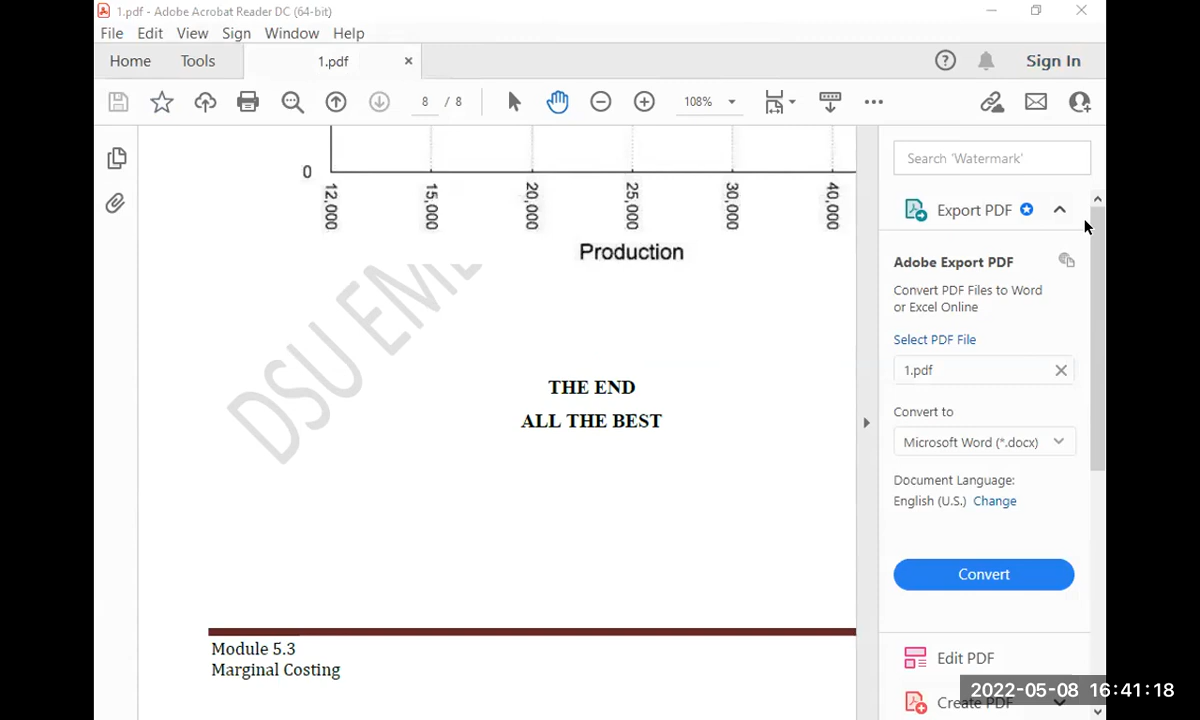 1.pdf - Adobe Acrobat Reader DC (64-bit)
File Edit View Sign Window Help
Home Tools 1.pdf Sign In
8 / 8 108%
Search 'Watermark'
0
12,000 15,000 20,000 25,000 30,000 40,000
Production
Export PDF
Adobe Export PDF
Convert PDF Files to Word
or Excel Online
Select PDF File
1.pdf
Convert to
Microsoft Word (*.docx)
Document Language:
English (U.S.) Change
Convert
DSU
THE END
ALL THE BEST
Module 5.3
Marginal Costing
Edit PDF
Create PDF
2022-05-08 16:41:18